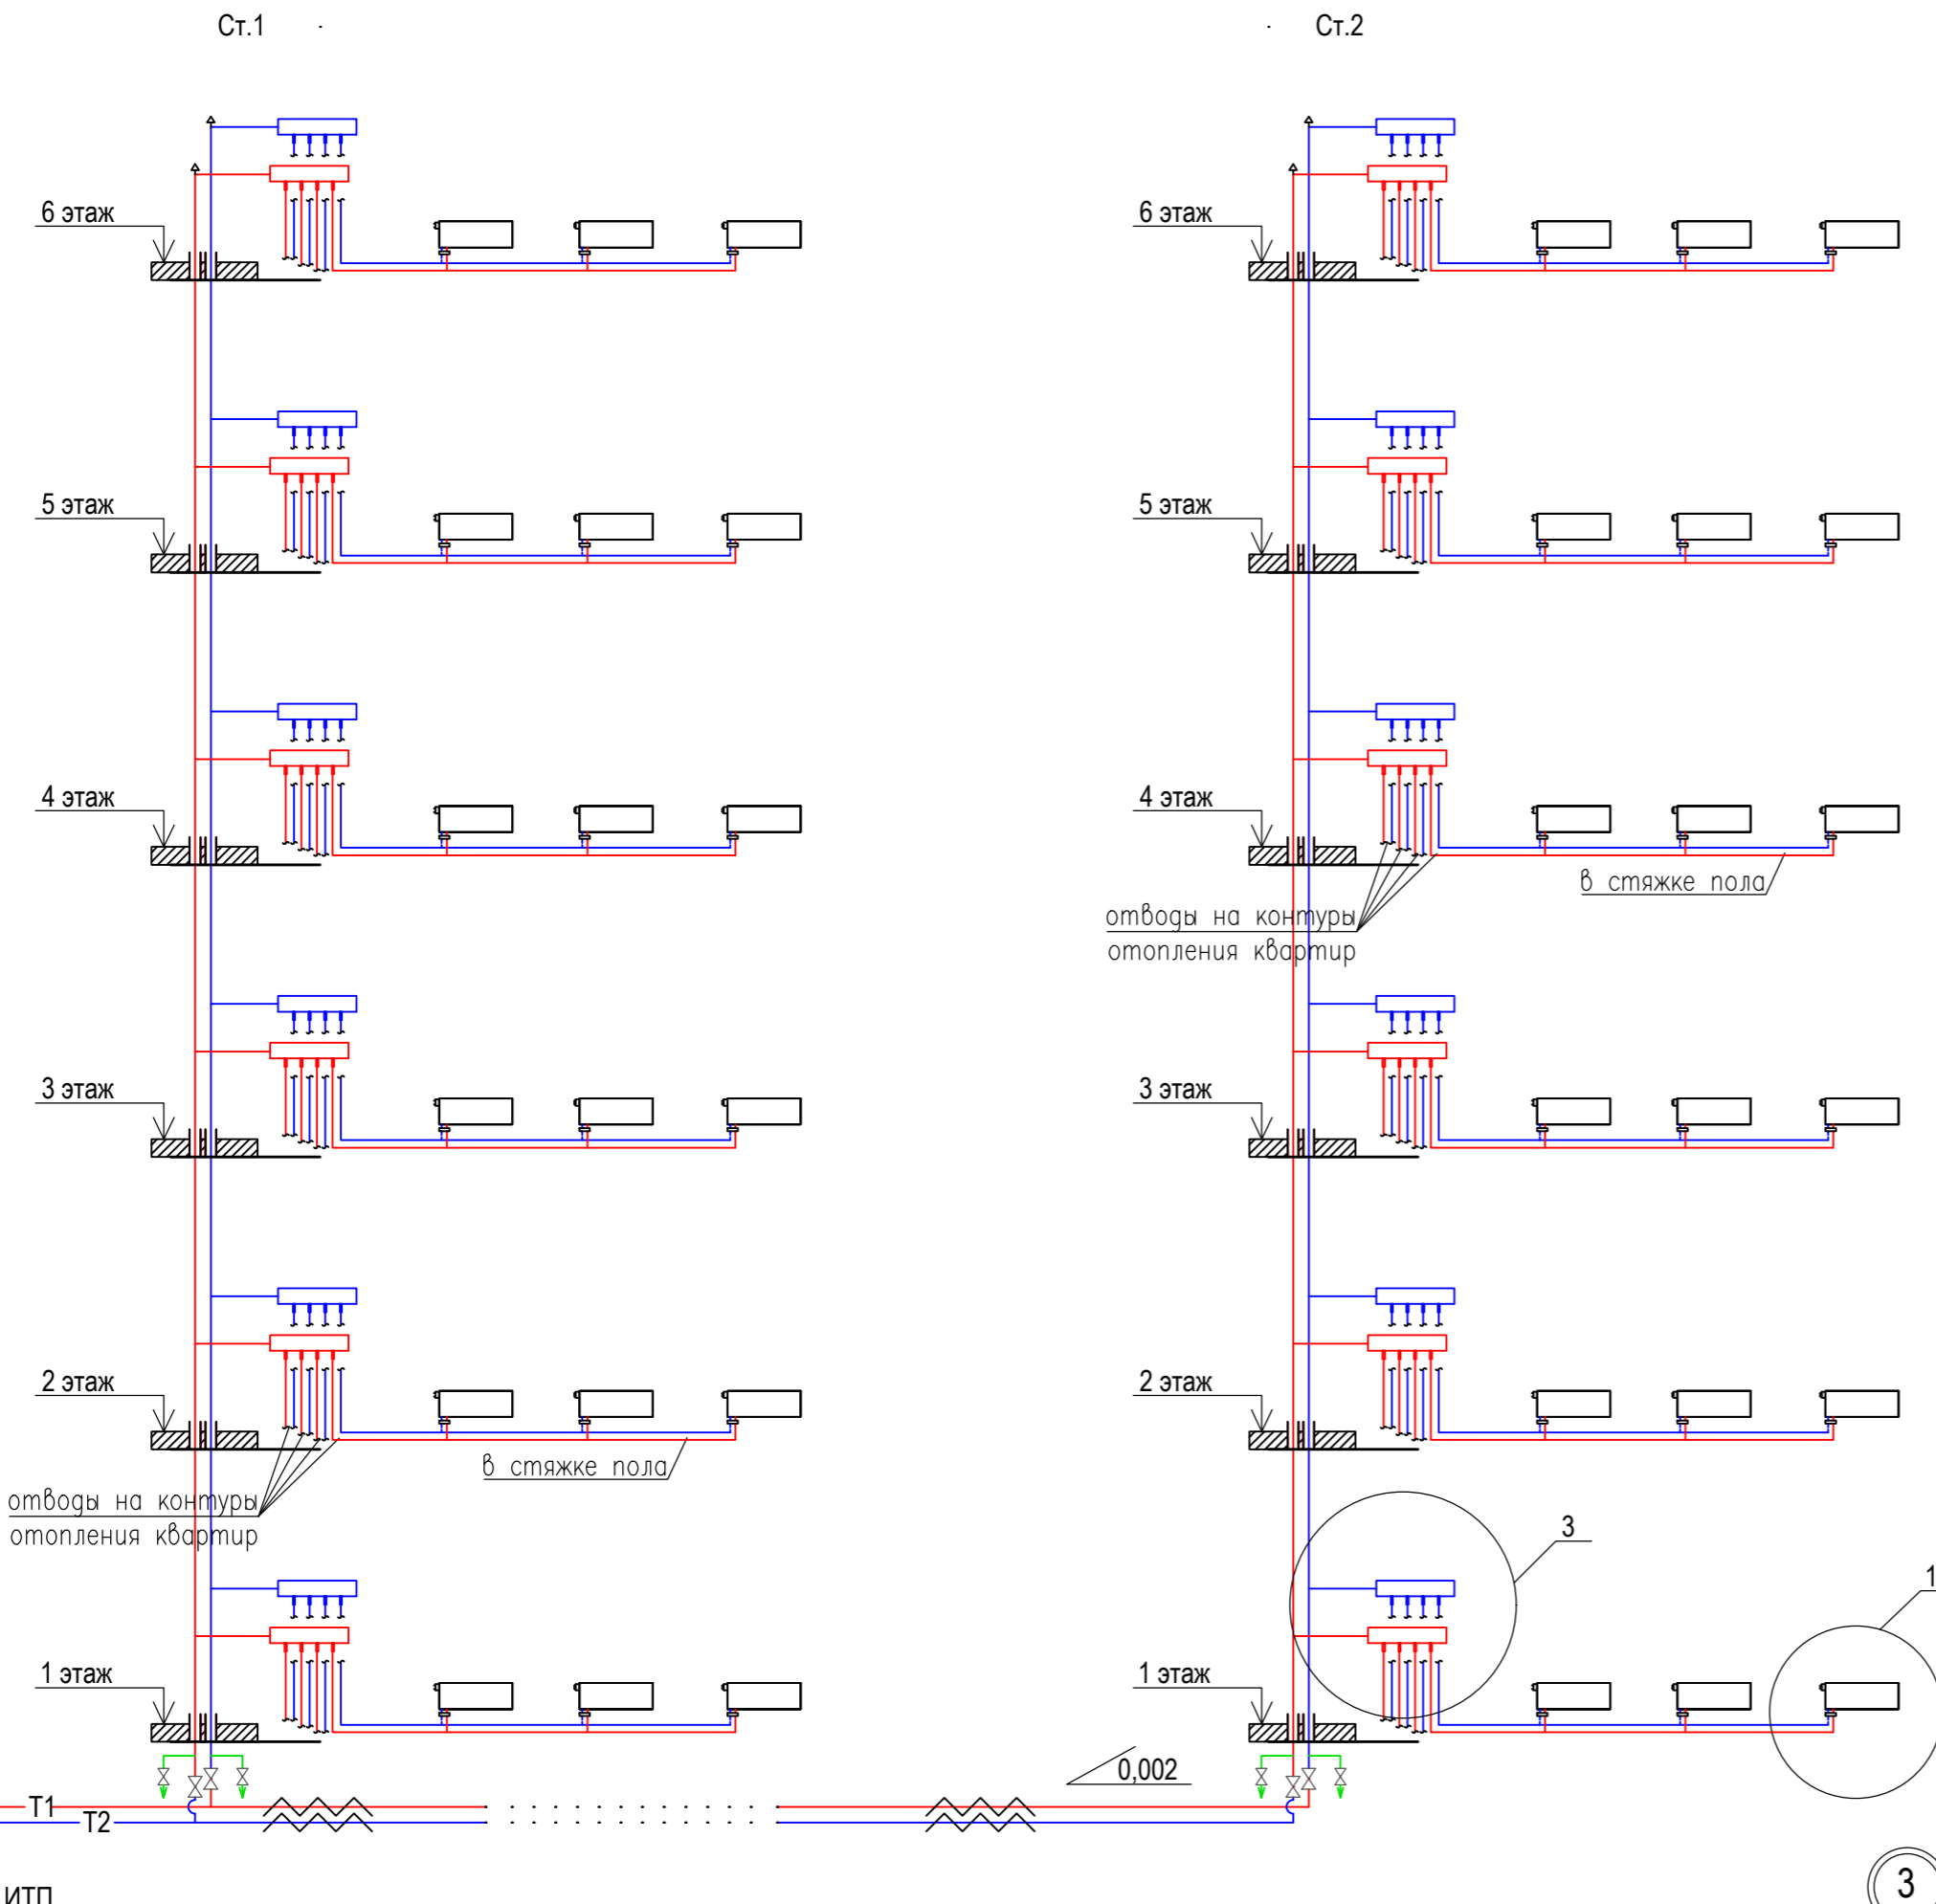 Ст.1
Ст.2
6 этаж
6 этаж
5 этаж
5 этаж
4 этаж
4 этаж
в стяжке пола
отводы на контуры
отопления квартир
3 этаж
3 этаж
2 этаж
2 этаж
в стяжке пола
отводы на контуры
отопления квартир
3
1
1 этаж
1 этаж
0,002
Т1
Т2
3
ИТП